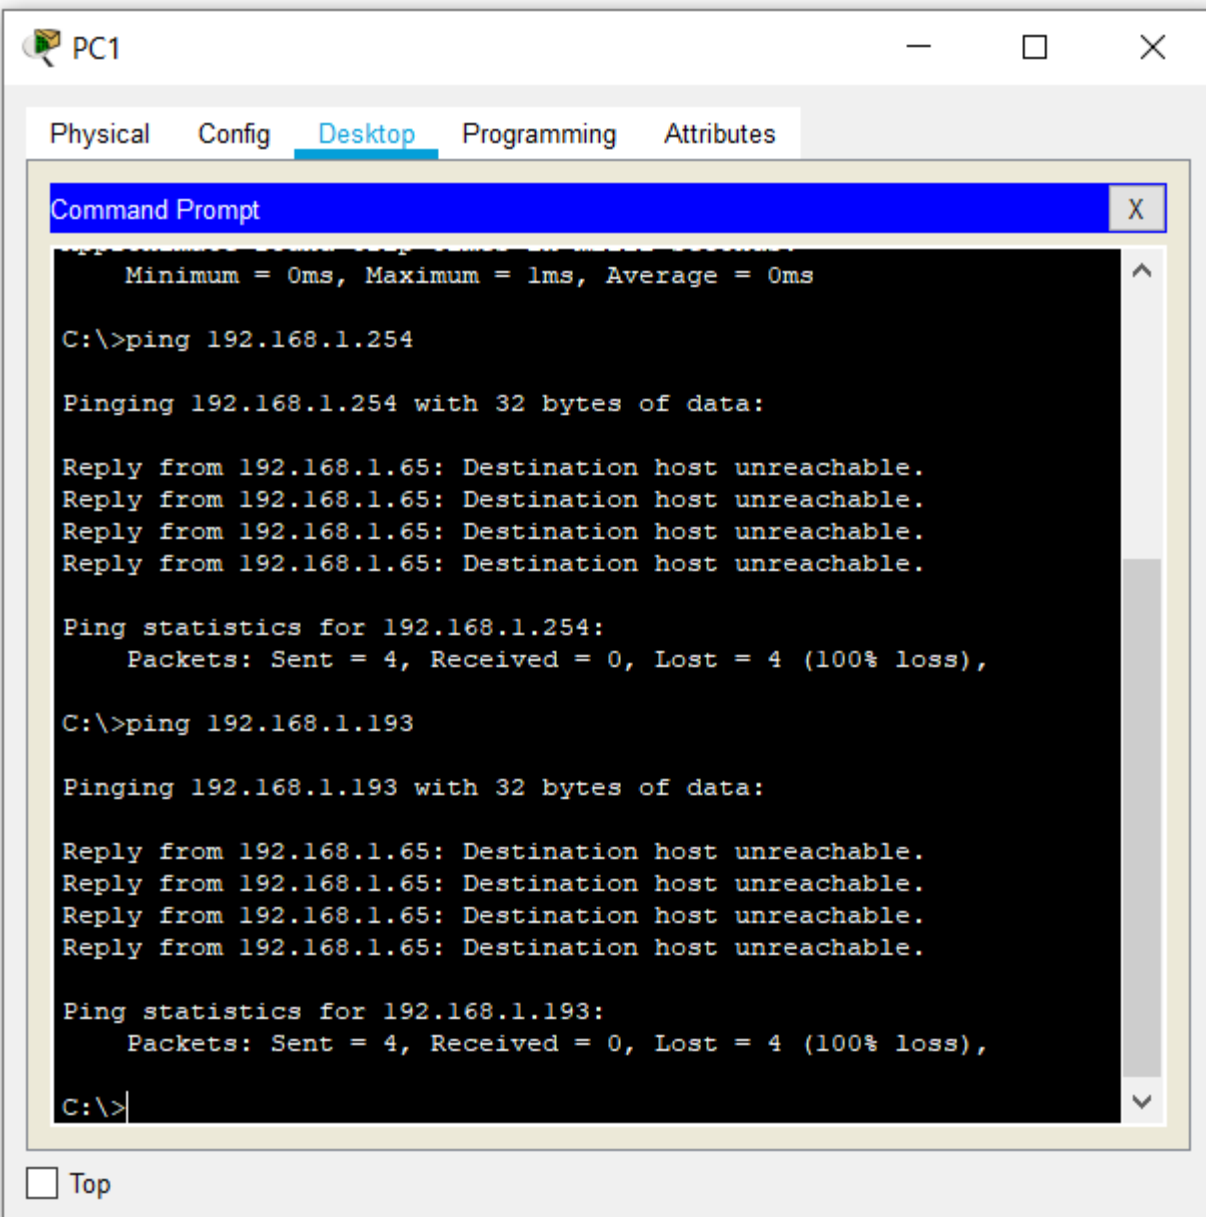 PC1
Physical Config Desktop Programming Attributes
Command Prompt X
Approximate round trip times in milli-seconds:
    Minimum = 0ms, Maximum = 1ms, Average = 0ms
C:\>ping 192.168.1.254
Pinging 192.168.1.254 with 32 bytes of data:
Reply from 192.168.1.65: Destination host unreachable.
Reply from 192.168.1.65: Destination host unreachable.
Reply from 192.168.1.65: Destination host unreachable.
Reply from 192.168.1.65: Destination host unreachable.
Ping statistics for 192.168.1.254:
    Packets: Sent = 4, Received = 0, Lost = 4 (100% loss),
C:\>ping 192.168.1.193
Pinging 192.168.1.193 with 32 bytes of data:
Reply from 192.168.1.65: Destination host unreachable.
Reply from 192.168.1.65: Destination host unreachable.
Reply from 192.168.1.65: Destination host unreachable.
Reply from 192.168.1.65: Destination host unreachable.
Ping statistics for 192.168.1.193:
    Packets: Sent = 4, Received = 0, Lost = 4 (100% loss),
C:\>
Top